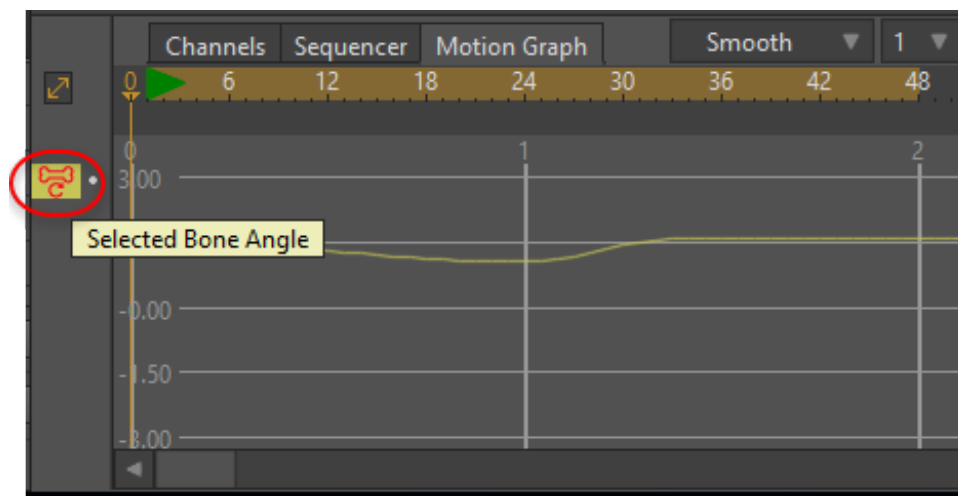 Channels Sequencer Motion Graph Smooth 1
0 6 12 18 24 30 36 42 48
0 1 2
3.00
Selected Bone Angle
-0.00
-1.50
-3.00